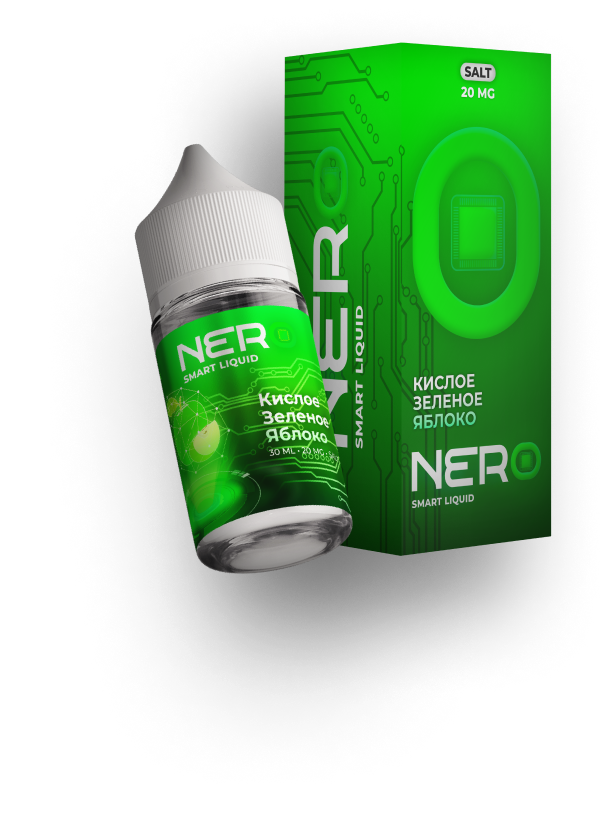 SALT
20 MG
NERO
SMART LIQUID
КИСЛОЕ
ЗЕЛЕНОЕ
ЯБЛОКО
NERO
SMART LIQUID
NERO
SMART LIQUID
Кислое
Зеленое
Яблоко
30 ML • 20 MG •